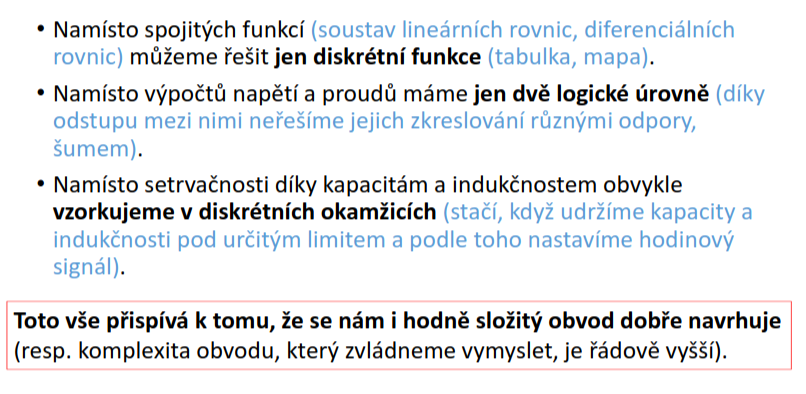 • Namísto spojitých funkcí (soustav lineárních rovnic, diferenciálních
rovnic) můžeme řešit jen diskrétní funkce (tabulka, mapa).
• Namísto výpočtů napětí a proudů máme jen dvě logické úrovně (díky
odstupu mezi nimi neřešíme jejich zkreslování různými odpory,
šumem).
• Namísto setrvačnosti díky kapacitám a indukčnostem obvykle
vzorkujeme v diskrétních okamžicích (stačí, když udržíme kapacity a
indukčnosti pod určitým limitem a podle toho nastavíme hodinový
signál).
Toto vše přispívá k tomu, že se nám i hodně složitý obvod dobře navrhuje
(resp. komplexita obvodu, který zvládneme vymyslet, je řádově vyšší).